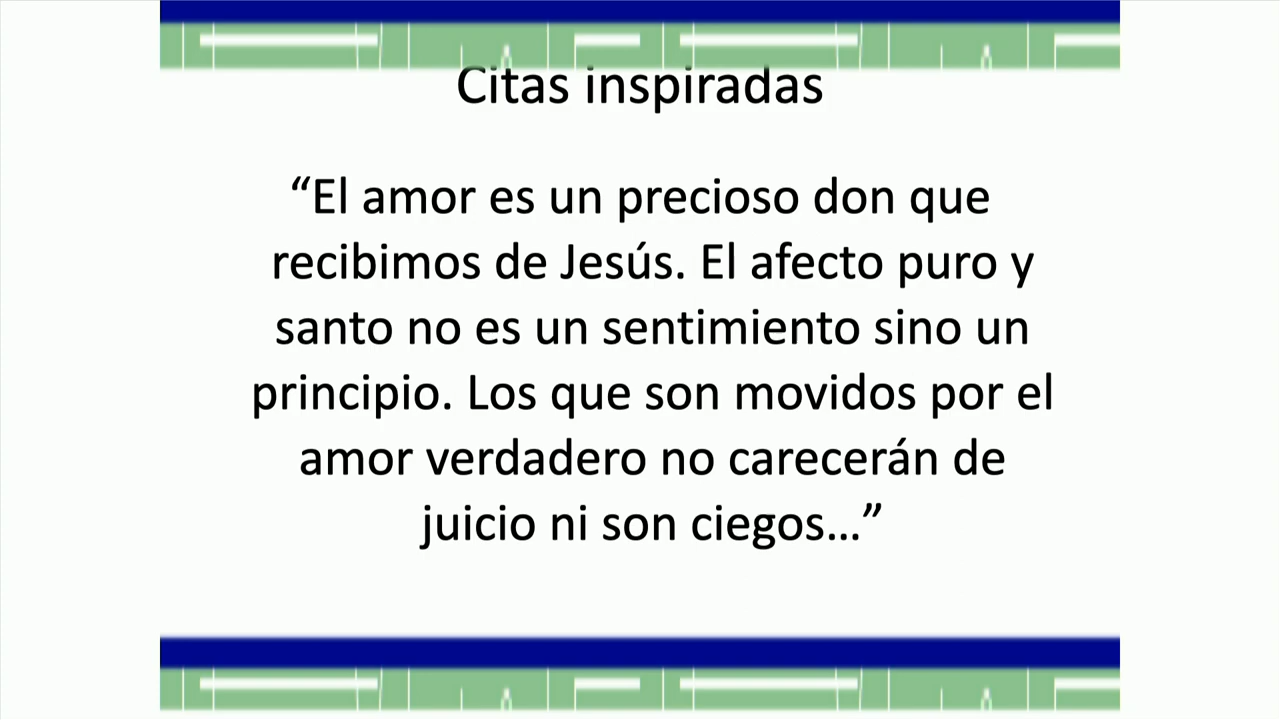 Citas inspiradas
“El amor es un precioso don que
recibimos de Jesús. El afecto puro y
santo no es un sentimiento sino un
principio. Los que son movidos por el
amor verdadero no carecerán de
juicio ni son ciegos...”